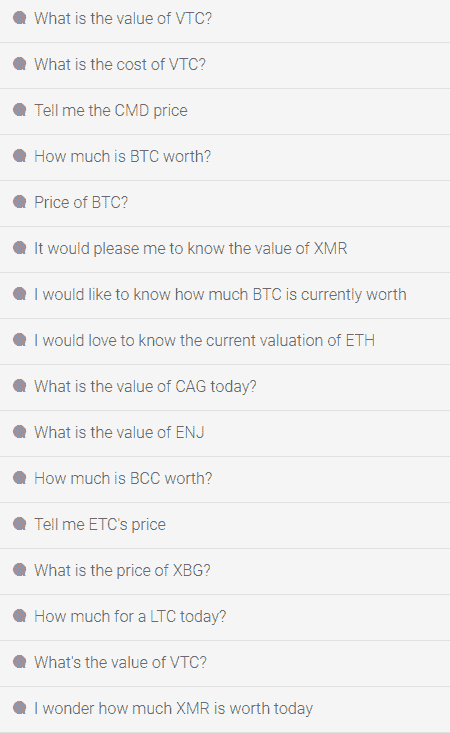 What is the value of VTC?
What is the cost of VTC?
Tell me the CMD price
How much is BTC worth?
Price of BTC?
It would please me to know the value of XMR
I would like to know how much BTC is currently worth
I would love to know the current valuation of ETH
What is the value of CAG today?
What is the value of ENJ
How much is BCC worth?
Tell me ETC's price
What is the price of XBG?
How much for a LTC today?
What's the value of VTC?
I wonder how much XMR is worth today